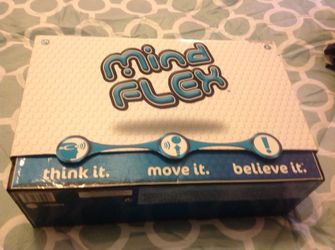 mind
FLEX
think it. move it. believe it.